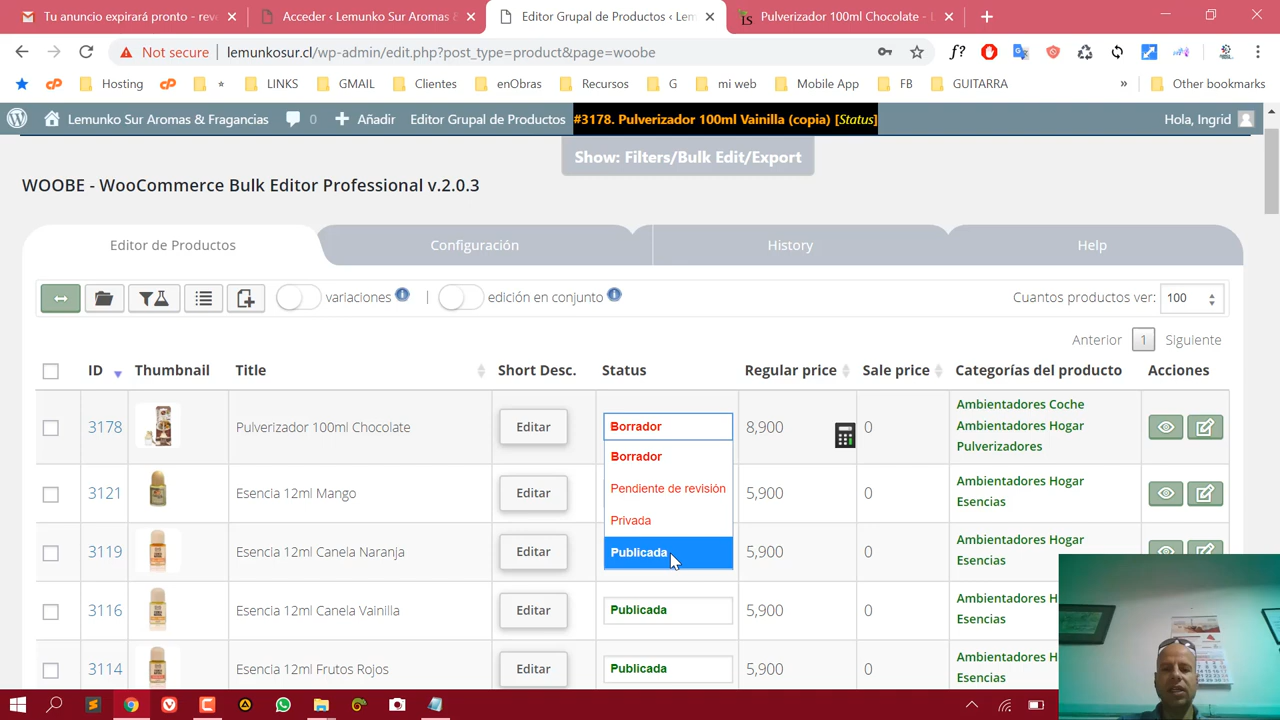 Tu anuncio expirará pronto - rev
Acceder ‹ Lemunko Sur Aromas &
Editor Grupal de Productos ‹ Lem
Pulverizador 100ml Chocolate - L
Not secure
lemunkosur.cl/wp-admin/edit.php?post_type=product&page=woobe
Hosting
*
LINKS
GMAIL
Clientes
enObras
Recursos
G
mi web
Mobile App
FB
GUITARRA
»
Other bookmarks
Lemunko Sur Aromas & Fragancias
0
Añadir
Editor Grupal de Productos
#3178. Pulverizador 100ml Vainilla (copia) [Status]
Hola, Ingrid
Show: Filters/Bulk Edit/Export
WOOBE - WooCommerce Bulk Editor Professional v.2.0.3
Editor de Productos
Configuración
History
Help
variaciones
|
edición en conjunto
Cuantos productos ver: 100
Anterior 1 Siguiente
ID Thumbnail Title Short Desc. Status Regular price Sale price Categorías del producto Acciones
3178 Pulverizador 100ml Chocolate Editar Borrador 8,900 0
Ambientadores Coche
Ambientadores Hogar
Pulverizadores
Borrador
Pendiente de revisión
Privada
Publicada
3121 Esencia 12ml Mango Editar 5,900 0
Ambientadores Hogar
Esencias
3119 Esencia 12ml Canela Naranja Editar 5,900 0
Ambientadores Hogar
Esencias
3116 Esencia 12ml Canela Vainilla Editar Publicada 5,900 0
Ambientadores H
Esencias
3114 Esencia 12ml Frutos Rojos Editar Publicada 5,900 0
Ambientadores H
Esencias